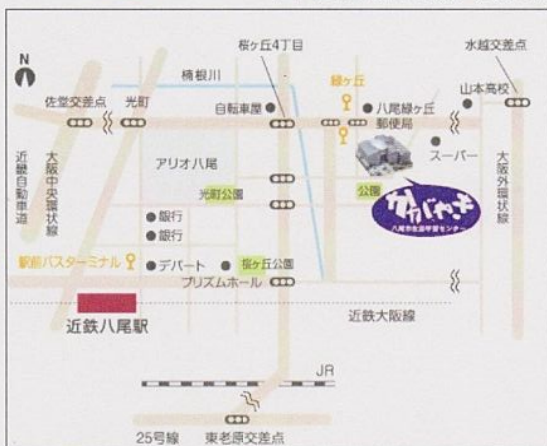 桜ヶ丘4丁目
水越交差点
N
楠根川
緑ヶ丘
山本高校
佐堂交差点
光町
自転車屋
八尾緑ヶ丘
郵便局
スーパー
近畿自動車道
大阪中央環状線
アリオ八尾
大阪外環状線
光町公園
公園
かがやき
八尾市生涯学習センター
銀行
銀行
駅前バスターミナル
デパート
桜ヶ丘公園
プリズムホール
近鉄八尾駅
近鉄大阪線
JR
25号線
東老原交差点